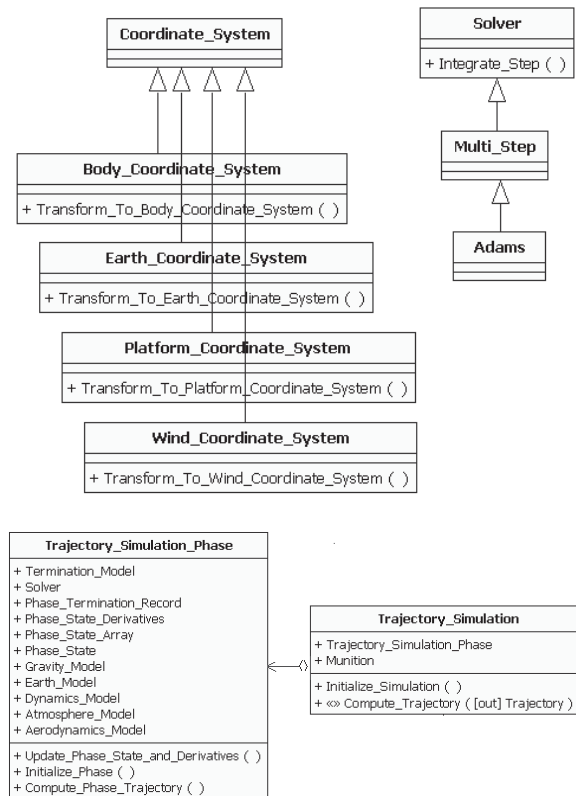 Coordinate_System
Solver
+ Integrate_Step ( )
Multi_Step
Adams
Body_Coordinate_System
+ Transform_To_Body_Coordinate_System ( )
Earth_Coordinate_System
+ Transform_To_Earth_Coordinate_System ( )
Platform_Coordinate_System
+ Transform_To_Platform_Coordinate_System ( )
Wind_Coordinate_System
+ Transform_To_Wind_Coordinate_System ( )
Trajectory_Simulation_Phase
+ Termination_Model
+ Solver
+ Phase_Termination_Record
+ Phase_State_Derivatives
+ Phase_State_Array
+ Phase_State
+ Gravity_Model
+ Earth_Model
+ Dynamics_Model
+ Atmosphere_Model
+ Aerodynamics_Model
+ Update_Phase_State_and_Derivatives ( )
+ Initialize_Phase ( )
+ Compute_Phase_Trajectory ( )
Trajectory_Simulation
+ Trajectory_Simulation_Phase
+ Munition
+ Initialize_Simulation ( )
+ «» Compute_Trajectory ( [out] Trajectory )